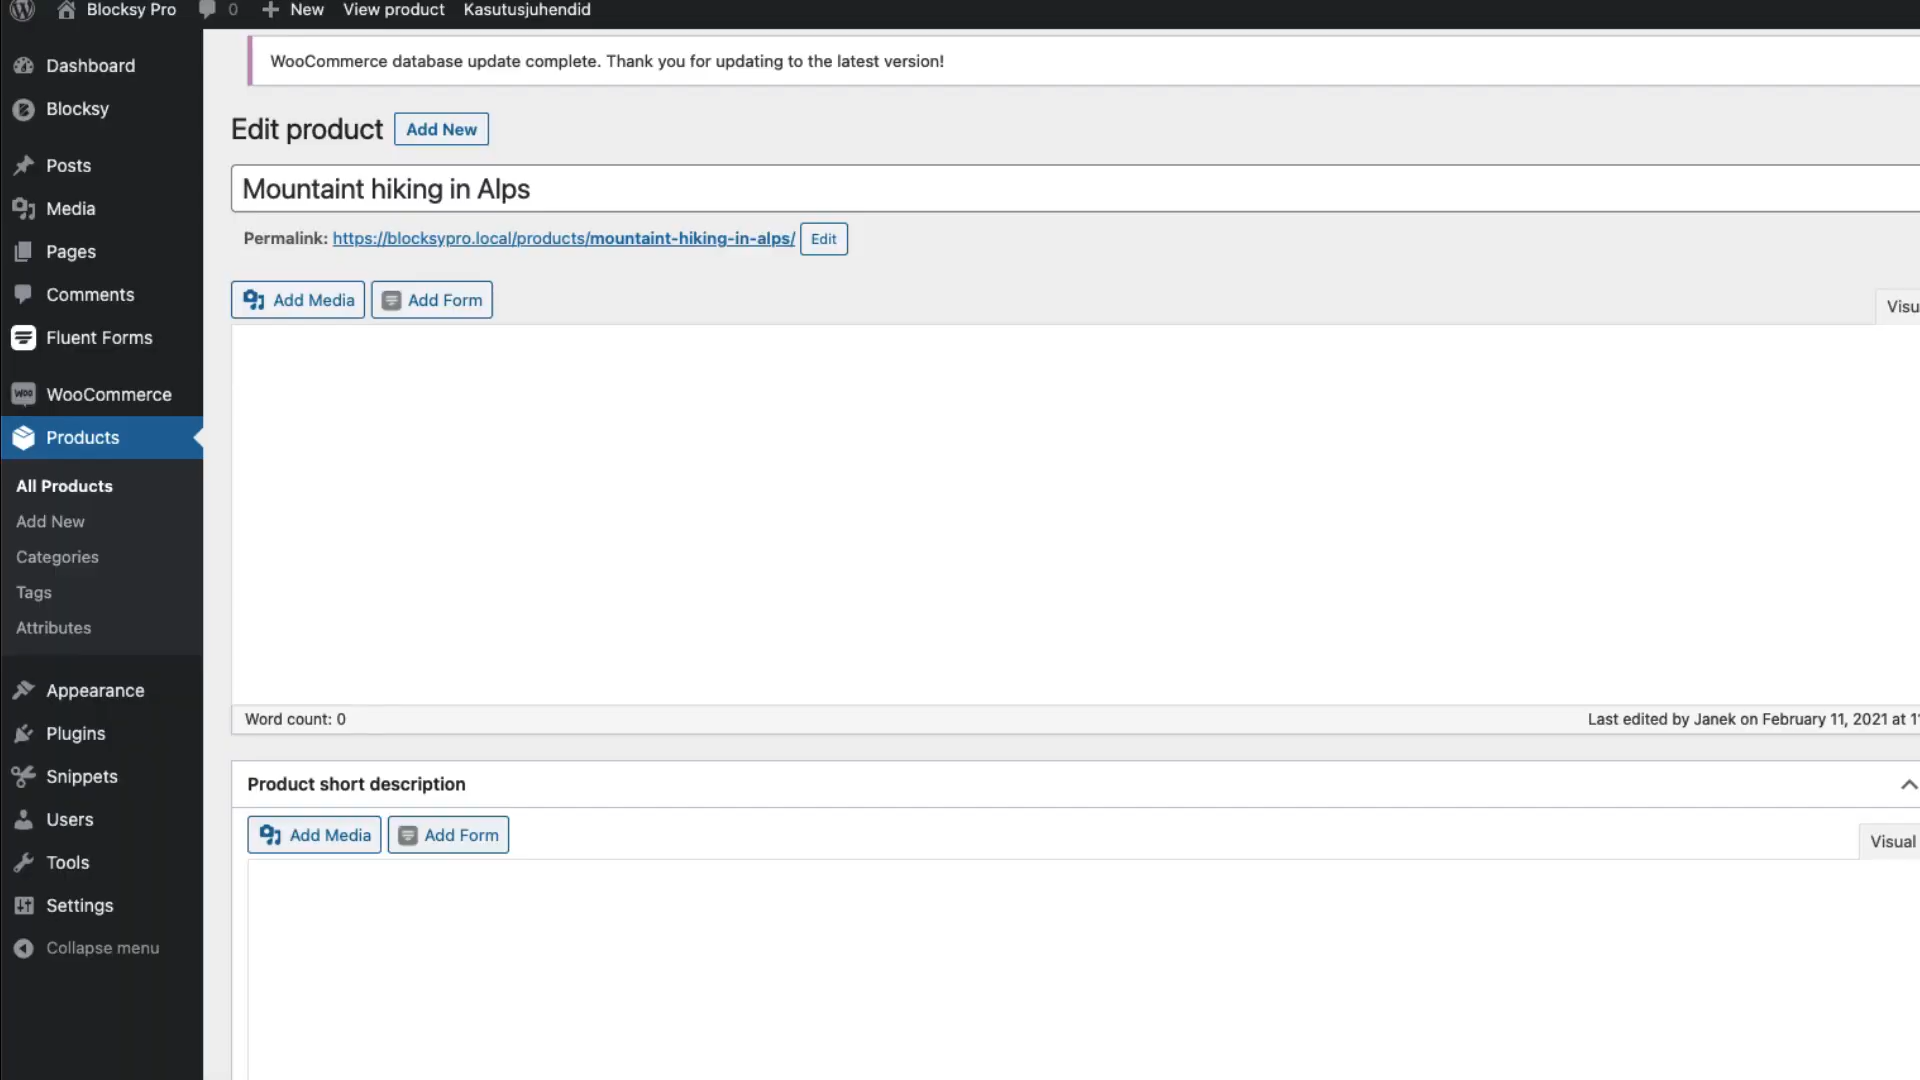 Blocksy Pro 0 New View product Kasutusjuhendid
Dashboard
Blocksy
Posts
Media
Pages
Comments
Fluent Forms
WooCommerce
Products
All Products
Add New
Categories
Tags
Attributes
Appearance
Plugins
Snippets
Users
Tools
Settings
Collapse menu
WooCommerce database update complete. Thank you for updating to the latest version!
Edit product Add New
Mountaint hiking in Alps
Permalink: https://blocksypro.local/products/mountaint-hiking-in-alps/ Edit
Add Media Add Form
Visu
Word count: 0 Last edited by Janek on February 11, 2021 at 1
Product short description
Add Media Add Form
Visual